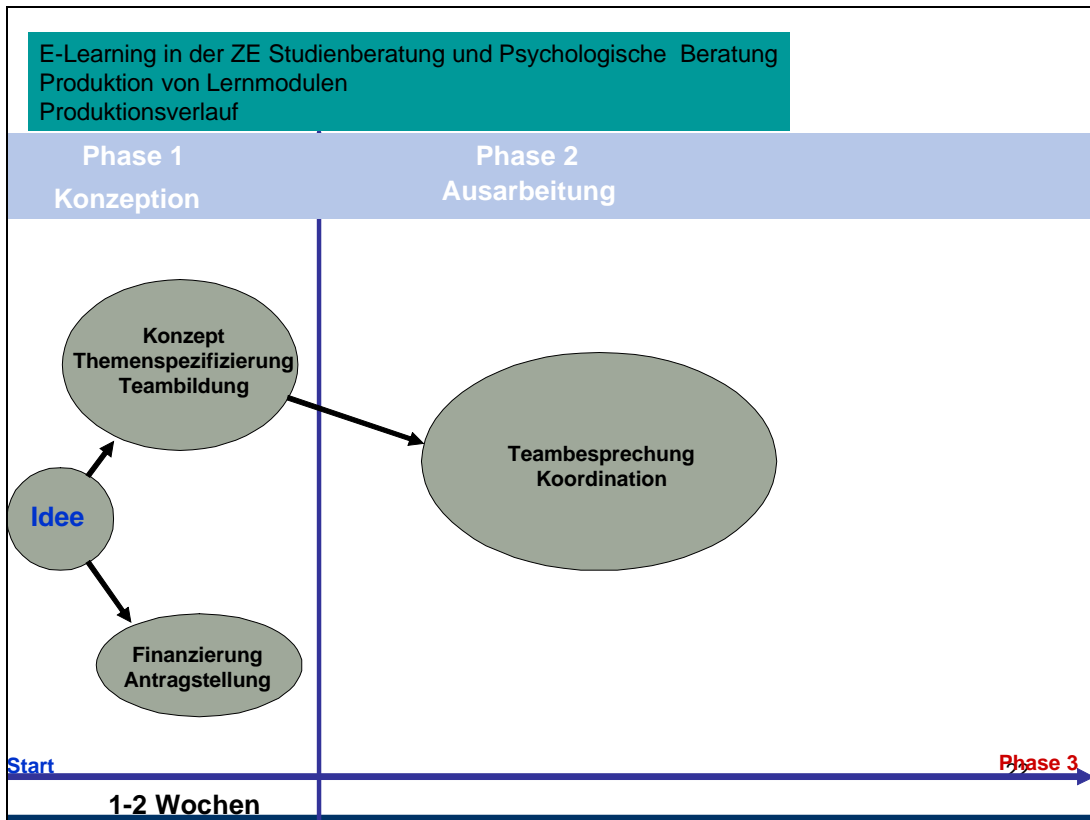 E-Learning in der ZE Studienberatung und Psychologische  Beratung
Produktion von Lernmodulen
Produktionsverlauf
Phase 1
Konzeption
Phase 2
Ausarbeitung
Konzept
Themenspezifizierung
Teambildung
Teambesprechung
Koordination
Idee
Finanzierung
Antragstellung
Start
Phase 3
1-2 Wochen